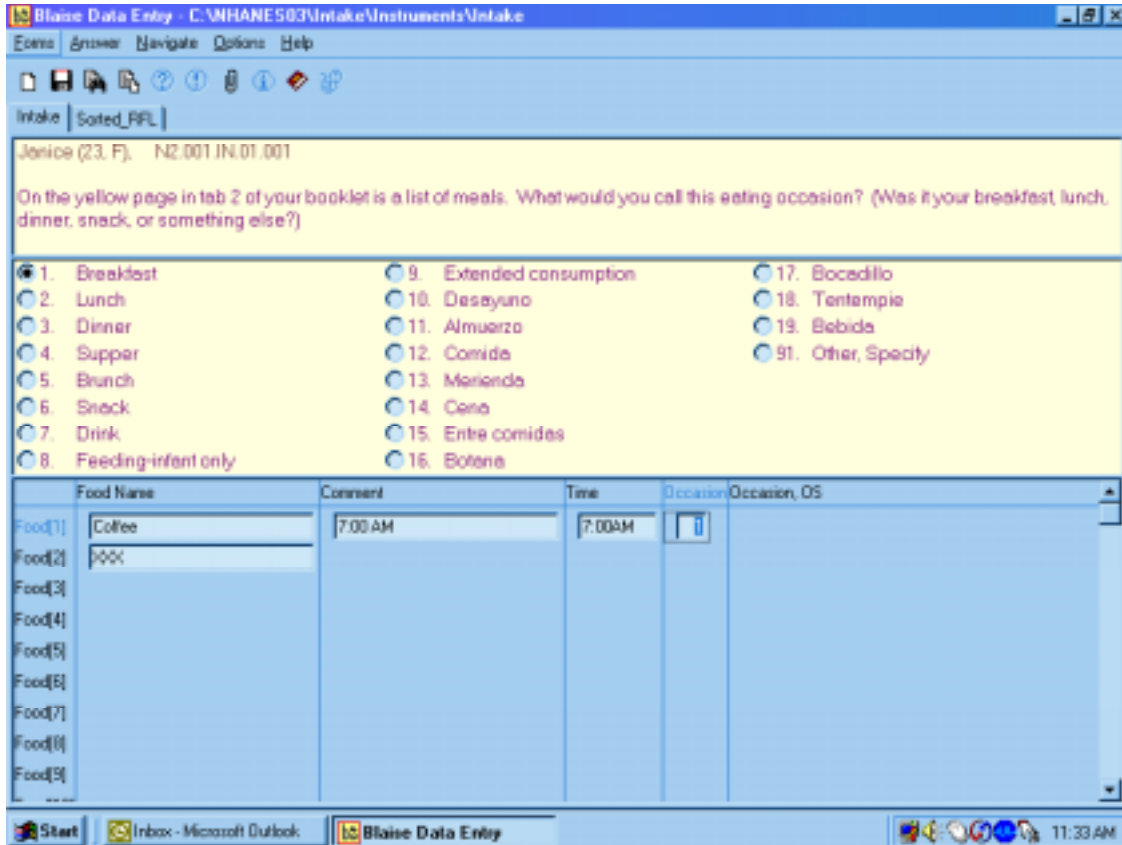 Blaise Data Entry - C:\NHANES03\Intake\Instruments\Intake
Forms Answer Navigate Options Help
Intake Sorted_RFL
Janice (23, F), N2.001.IN.01.001
On the yellow page in tab 2 of your booklet is a list of meals. What would you call this eating occasion? (Was it your breakfast, lunch,
dinner, snack, or something else?)
1. Breakfast 9. Extended consumption 17. Bocadillo
2. Lunch 10. Desayuno 18. Tentempie
3. Dinner 11. Almuerzo 19. Bebida
4. Supper 12. Comida 91. Other, Specify
5. Brunch 13. Merienda
6. Snack 14. Cena
7. Drink 15. Entre comidas
8. Feeding-infant only 16. Botana
Food Name Comment Time Occasion Occasion, OS
Food[1] Coffee 7:00 AM 7:00AM 1
Food[2] XXX
Food[3]
Food[4]
Food[5]
Food[6]
Food[7]
Food[8]
Food[9]
Start Inbox - Microsoft Outlook Blaise Data Entry 11:33 AM